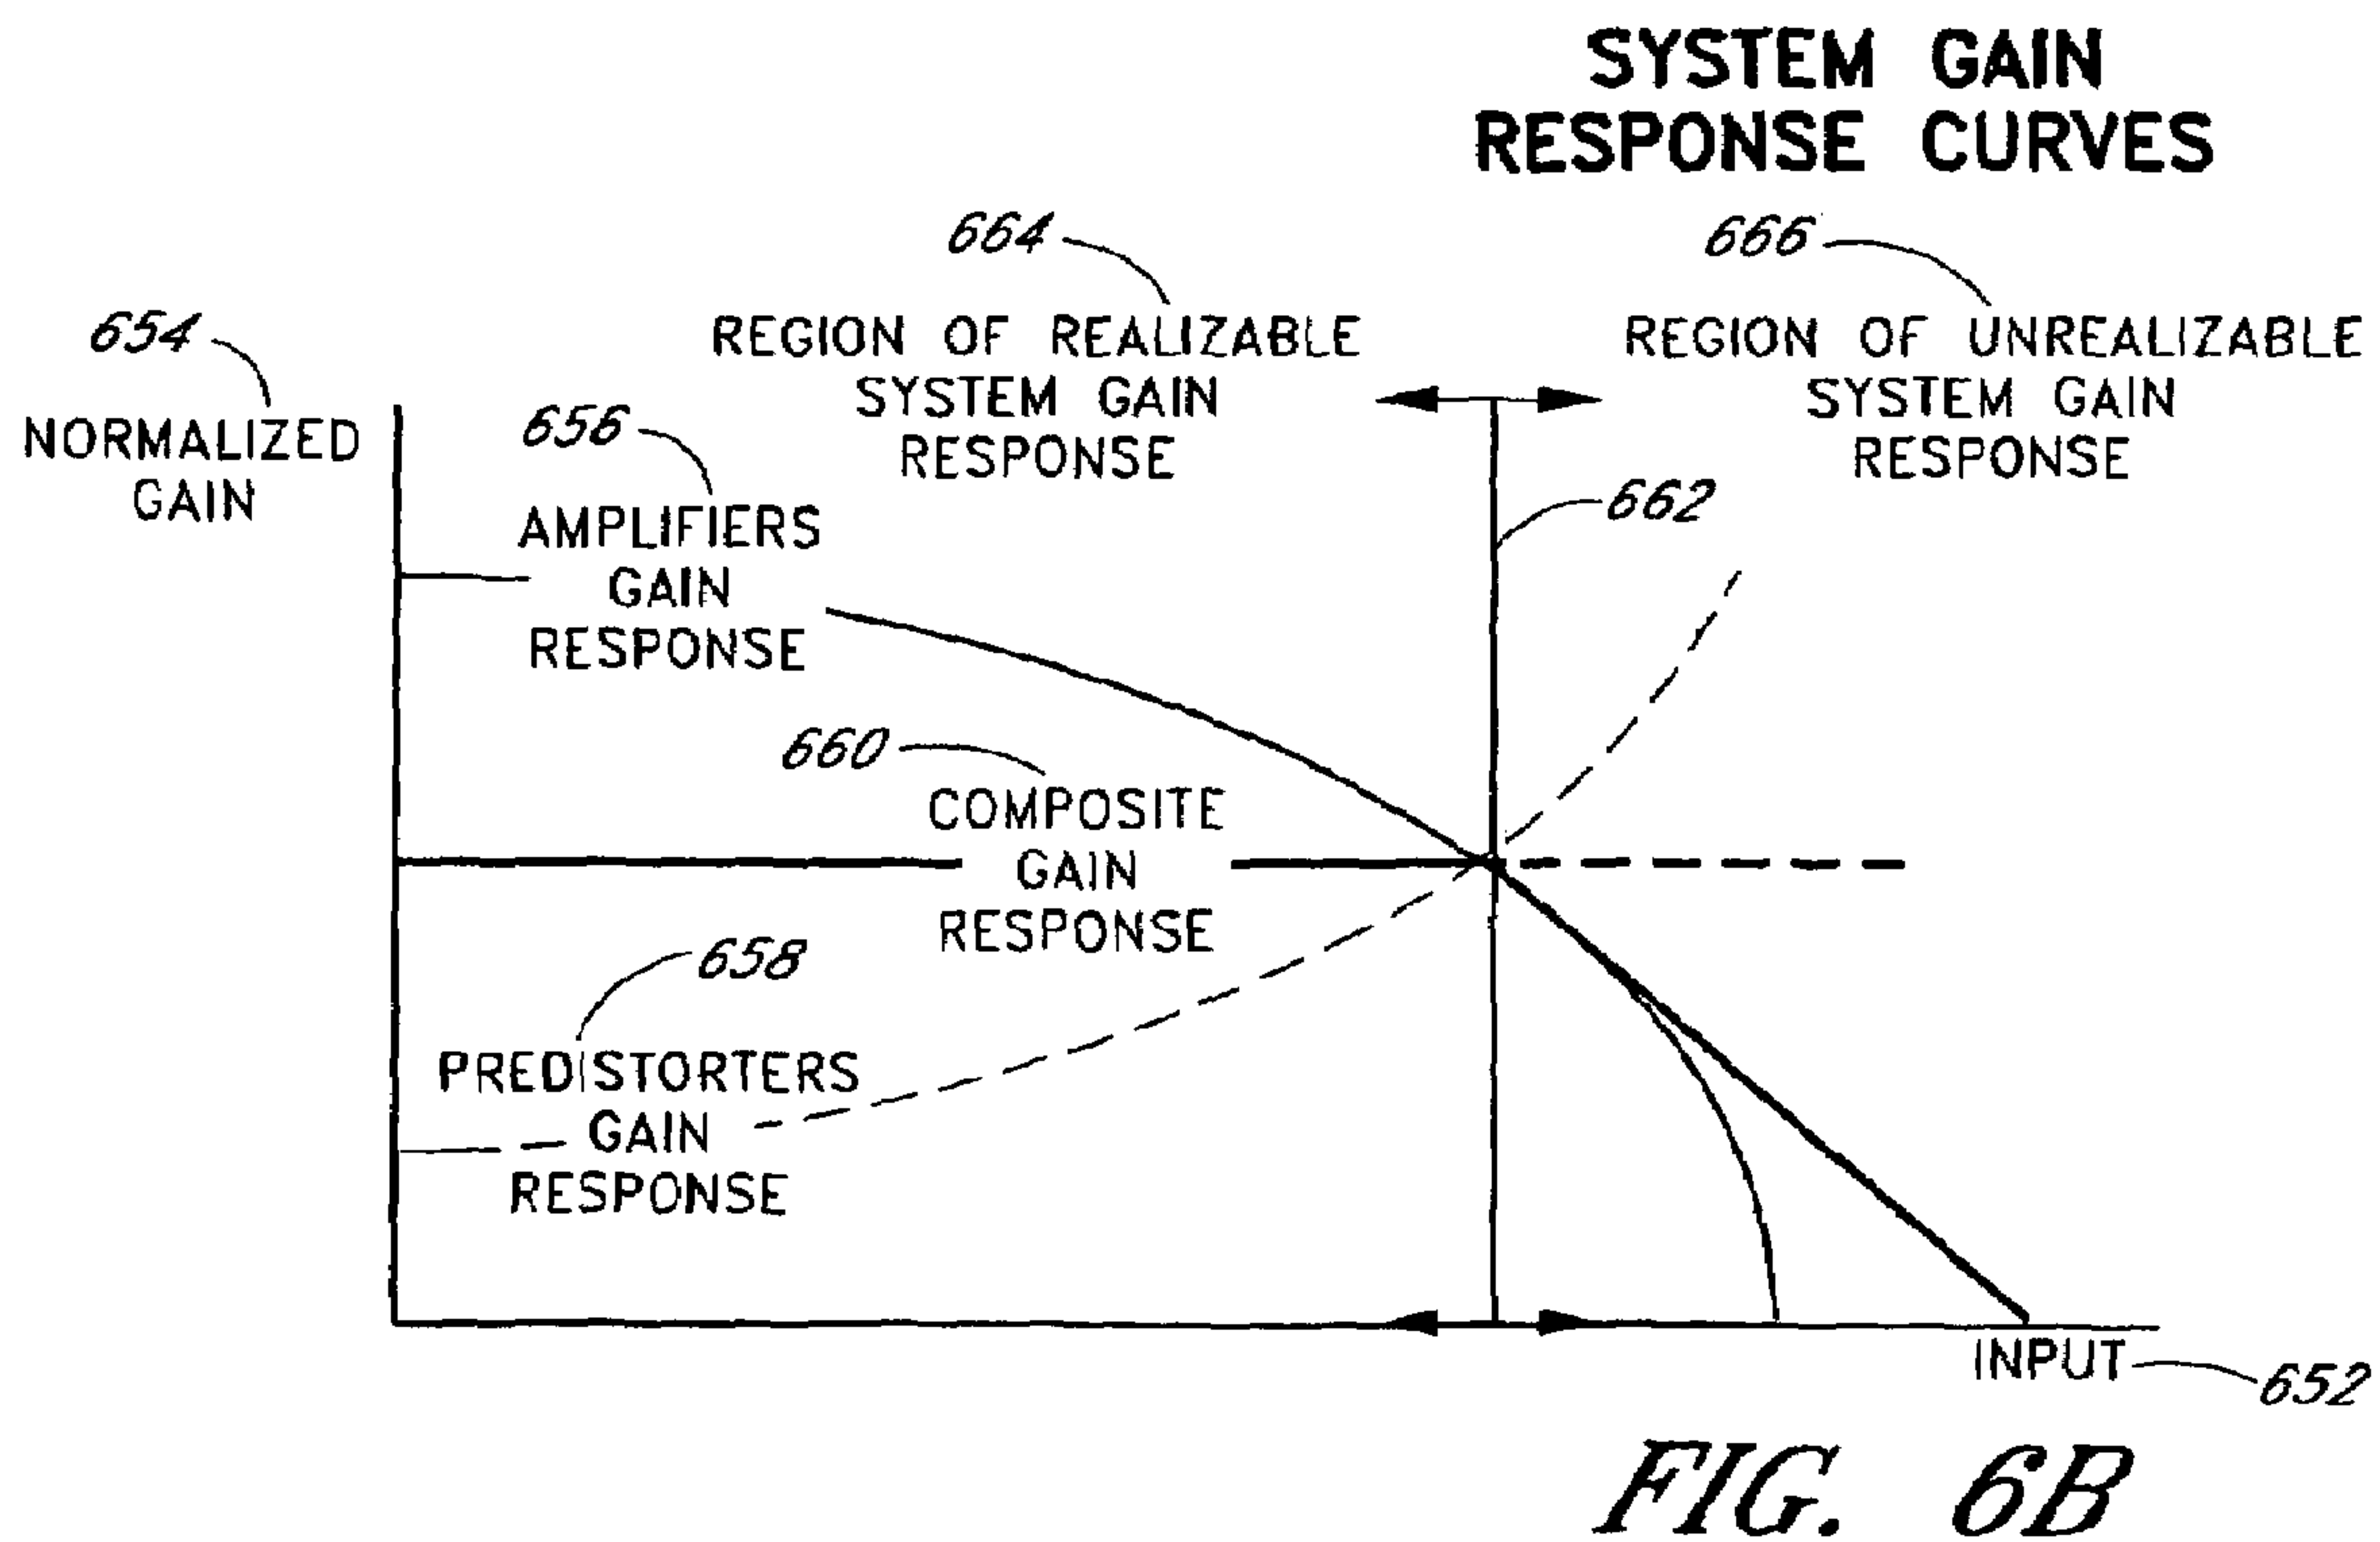 SYSTEM GAIN
RESPONSE CURVES
664
666
654
REGION OF REALIZABLE
SYSTEM GAIN
RESPONSE
REGION OF UNREALIZABLE
SYSTEM GAIN
RESPONSE
NORMALIZED
GAIN
656
662
AMPLIFIERS
GAIN
RESPONSE
660
COMPOSITE
GAIN
RESPONSE
658
PREDISTORTERS
GAIN
RESPONSE
INPUT
652
FIG. 6B